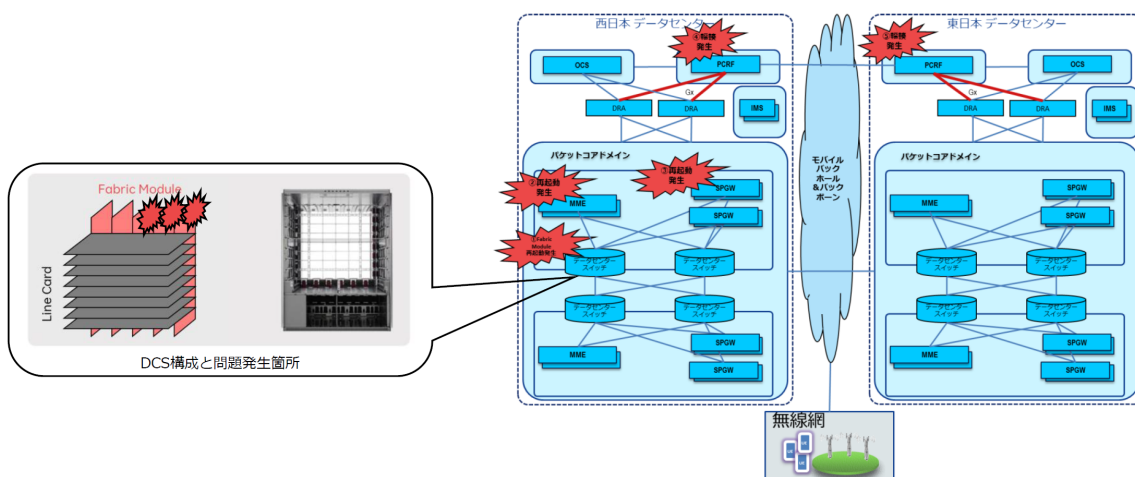 西日本 データセンター
東日本 データセンター
④輻輳
発生
⑤輻輳
発生
OCS
PCRF
PCRF
OCS
Gx
Gx
DRA
DRA
IMS
DRA
DRA
IMS
パケットコアドメイン
パケットコアドメイン
モバイル
バック
ホール
&バック
ボーン
②再起動
発生
③再起動
発生
MME
SPGW
SPGW
MME
SPGW
SPGW
①Fabric
Module
再起動発生
データセンター
スイッチ
データセンター
スイッチ
データセンター
スイッチ
データセンター
スイッチ
データセンター
スイッチ
データセンター
スイッチ
データセンター
スイッチ
データセンター
スイッチ
MME
SPGW
SPGW
MME
SPGW
SPGW
Fabric Module
Line Card
DCS構成と問題発生箇所
無線網